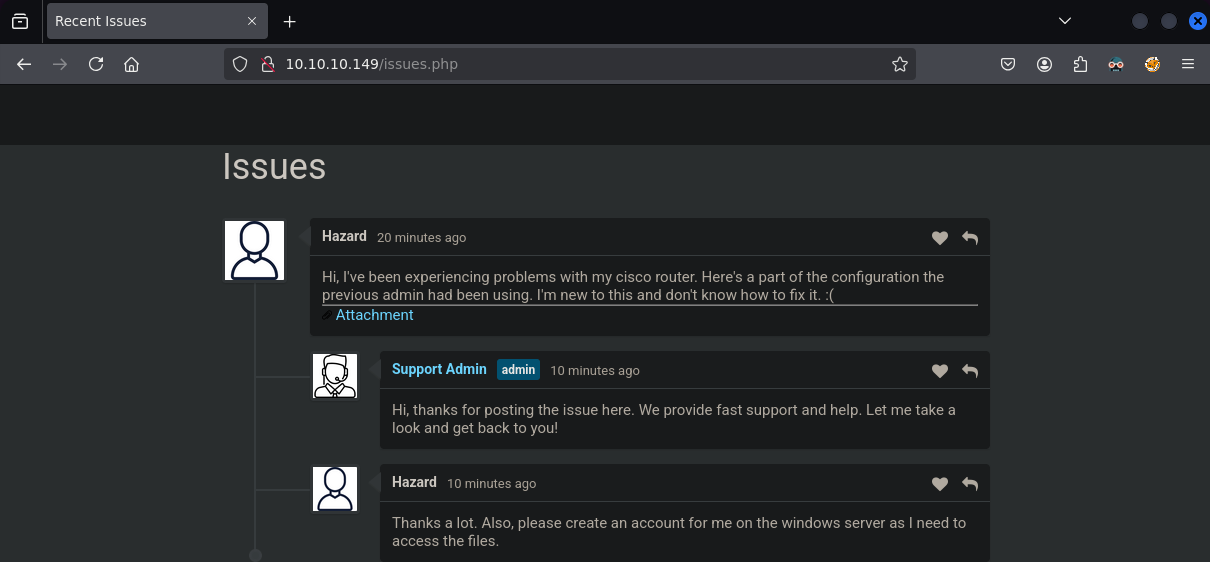 Recent Issues
10.10.10.149/issues.php
Issues
Hazard 20 minutes ago
Hi, I've been experiencing problems with my cisco router. Here's a part of the configuration the
previous admin had been using. I'm new to this and don't know how to fix it. :(
Attachment
Support Admin admin 10 minutes ago
Hi, thanks for posting the issue here. We provide fast support and help. Let me take a
look and get back to you!
Hazard 10 minutes ago
Thanks a lot. Also, please create an account for me on the windows server as I need to
access the files.